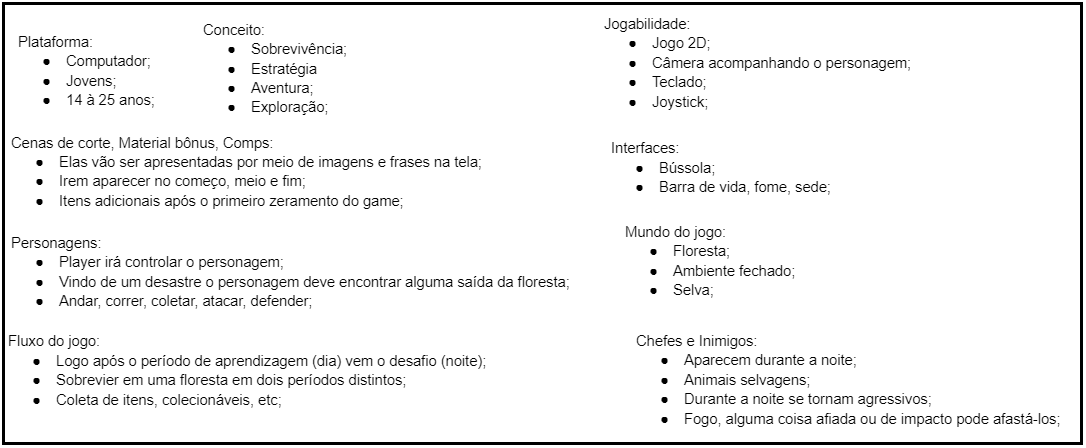 Plataforma:
● Computador;
● Jovens;
● 14 à 25 anos;
Conceito:
● Sobrevivência;
● Estratégia
● Aventura;
● Exploração;
Jogabilidade:
● Jogo 2D;
● Câmera acompanhando o personagem;
● Teclado;
● Joystick;
Cenas de corte, Material bônus, Comps:
● Elas vão ser apresentadas por meio de imagens e frases na tela;
● Irem aparecer no começo, meio e fim;
● Itens adicionais após o primeiro zeramento do game;
Interfaces:
● Bússola;
● Barra de vida, fome, sede;
Personagens:
● Player irá controlar o personagem;
● Vindo de um desastre o personagem deve encontrar alguma saída da floresta;
● Andar, correr, coletar, atacar, defender;
Mundo do jogo:
● Floresta;
● Ambiente fechado;
● Selva;
Fluxo do jogo:
● Logo após o período de aprendizagem (dia) vem o desafio (noite);
● Sobrevier em uma floresta em dois períodos distintos;
● Coleta de itens, colecionáveis, etc;
Chefes e Inimigos:
● Aparecem durante a noite;
● Animais selvagens;
● Durante a noite se tornam agressivos;
● Fogo, alguma coisa afiada ou de impacto pode afastá-los;